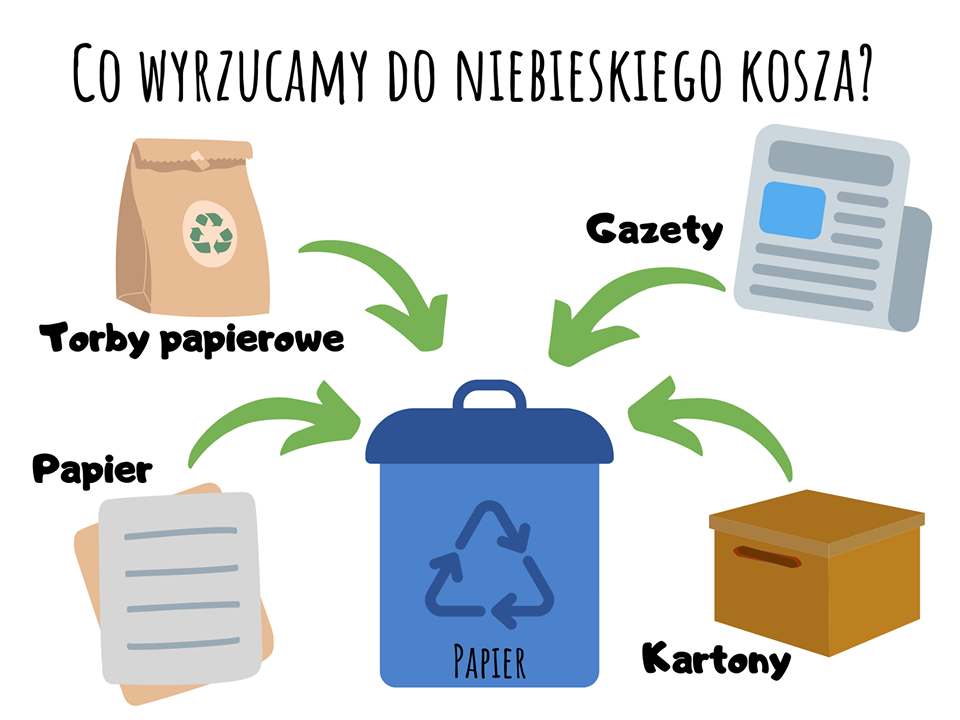 Co wyrzucamy do niebieskiego kosza?
Torby papierowe
Gazety
Papier
Kartony
Papier